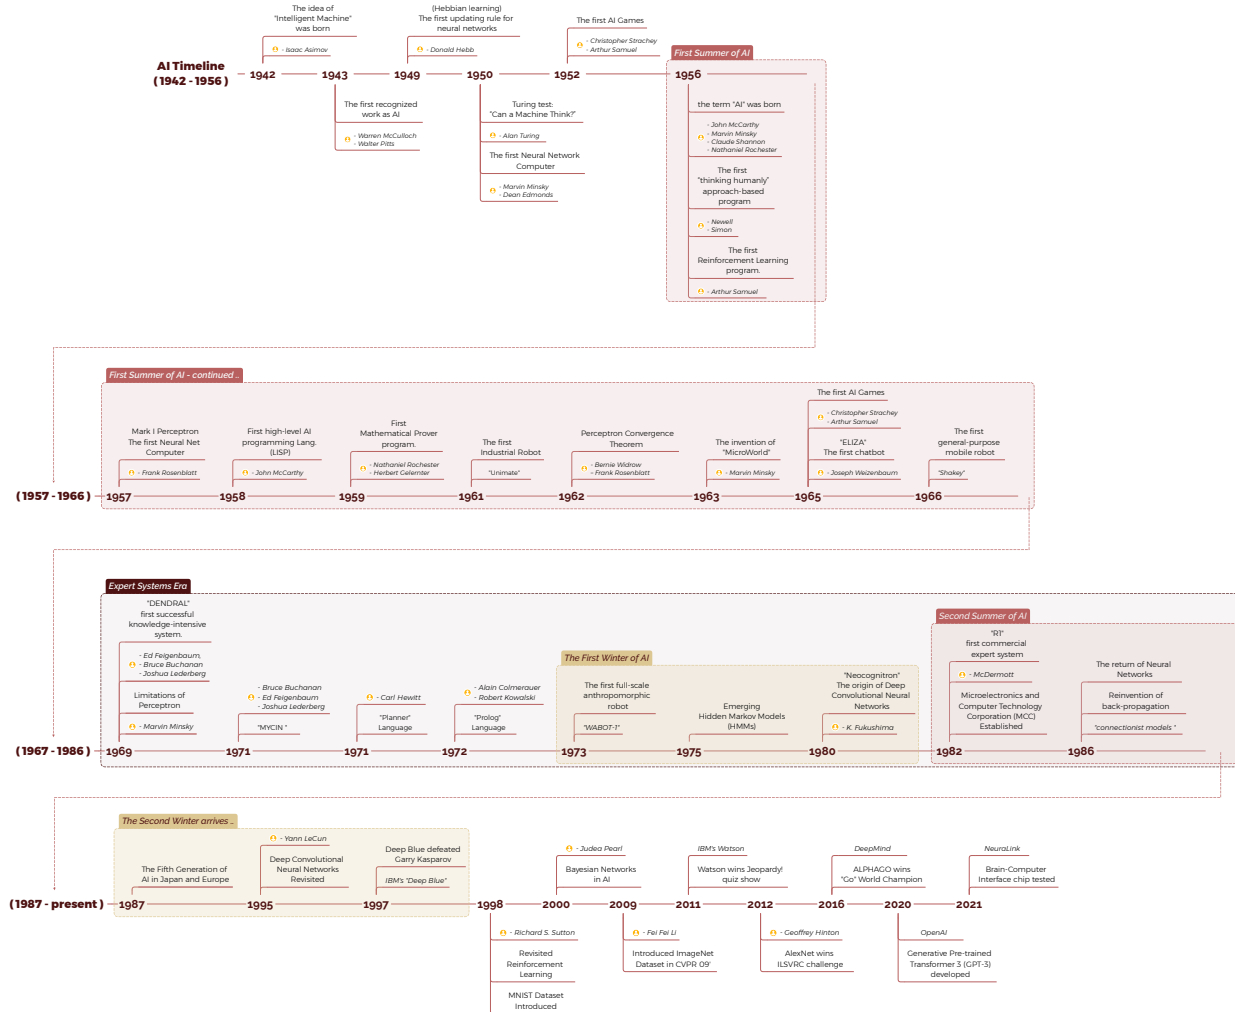 The idea of
"Intelligent Machine"
was born
- Isaac Asimov
(Hebbian learning)
The first updating rule for
neural networks
- Donald Hebb
The first AI Games
- Christopher Strachey
- Arthur Samuel
First Summer of AI
AI Timeline
(1942 - 1956)
1942
1943
1949
1950
1952
1956
The first recognized
work as AI
- Warren McCulloch
- Walter Pitts
Turing test:
"Can a Machine Think?"
- Alan Turing
The first Neural Network
Computer
- Marvin Minsky
- Dean Edmonds
the term "AI" was born
- John McCarthy
- Marvin Minsky
- Claude Shannon
- Nathaniel Rochester
The first
"thinking humanly"
approach-based
program
- Newell
- Simon
The first
Reinforcement Learning
program.
- Arthur Samuel
First Summer of AI - continued ..
Mark I Perceptron
The first Neural Net
Computer
- Frank Rosenblatt
First high-level AI
programming Lang.
(LISP)
- John McCarthy
First
Mathematical Prover
program.
- Nathaniel Rochester
- Herbert Gelernter
The first
Industrial Robot
"Unimate"
Perceptron Convergence
Theorem
- Bernie Widrow
- Frank Rosenblatt
The invention of
"MicroWorld"
- Marvin Minsky
The first AI Games
- Christopher Strachey
- Arthur Samuel
"ELIZA"
The first chatbot
- Joseph Weizenbaum
The first
general-purpose
mobile robot
"Shakey"
(1957 - 1966)
1957
1958
1959
1961
1962
1963
1965
1966
Expert Systems Era
"DENDRAL"
first successful
knowledge-intensive
system.
- Ed Feigenbaum,
- Bruce Buchanan
- Joshua Lederberg
Limitations of
Perceptron
- Marvin Minsky
- Bruce Buchanan
- Ed Feigenbaum
- Joshua Lederberg
"MYCIN "
- Carl Hewitt
"Planner"
Language
- Alain Colmerauer
- Robert Kowalski
"Prolog"
Language
The First Winter of AI
The first full-scale
anthropomorphic
robot
"WABOT-1"
Emerging
Hidden Markov Models
(HMMs)
"Neocognitron"
The origin of Deep
Convolutional Neural
Networks
- K. Fukushima
Second Summer of AI
"R1"
first commercial
expert system
- McDermott
Microelectronics and
Computer Technology
Corporation (MCC)
Established
The return of Neural
Networks
Reinvention of
back-propagation
"connectionist models "
(1967 - 1986)
1969
1971
1971
1972
1973
1975
1980
1982
1986
The Second Winter arrives ..
The Fifth Generation of
AI in Japan and Europe
- Yann LeCun
Deep Convolutional
Neural Networks
Revisited
Deep Blue defeated
Garry Kasparov
IBM's "Deep Blue"
- Judea Pearl
Bayesian Networks
in AI
IBM's Watson
Watson wins Jeopardy!
quiz show
DeepMind
ALPHAGO wins
"Go" World Champion
NeuraLink
Brain-Computer
Interface chip tested
(1987 - present)
1987
1995
1997
1998
2000
2009
2011
2012
2016
2020
2021
- Richard S. Sutton
Revisited
Reinforcement
Learning
MNIST Dataset
Introduced
- Fei Fei Li
Introduced ImageNet
Dataset in CVPR 09'
- Geoffrey Hinton
AlexNet wins
ILSVRC challenge
OpenAI
Generative Pre-trained
Transformer 3 (GPT-3)
developed